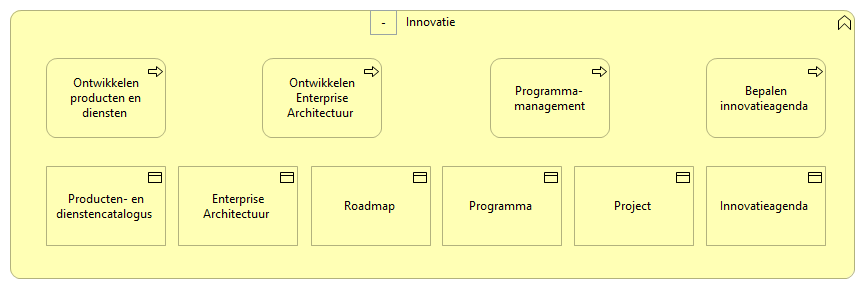 - Innovatie
Ontwikkelen
producten en
diensten
Ontwikkelen
Enterprise
Architectuur
Programma-
management
Bepalen
innovatieagenda
Producten- en
dienstencatalogus
Enterprise
Architectuur
Roadmap
Programma
Project
Innovatieagenda